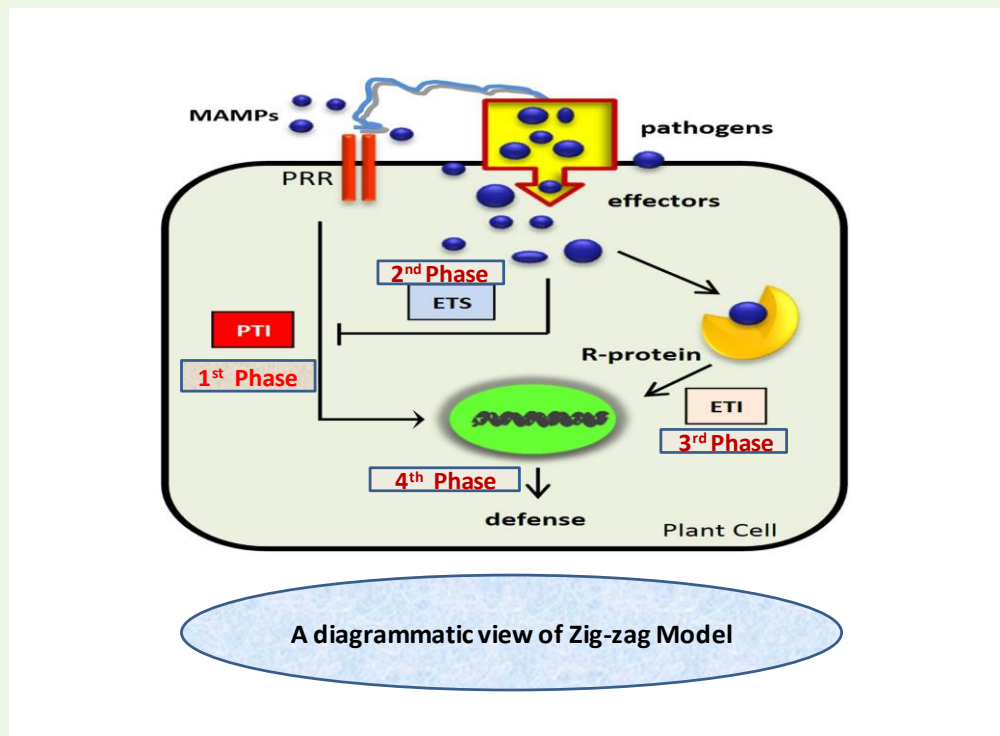 MAMPs
pathogens
PRR
effectors
2nd Phase
ETS
PTI
R-protein
1st Phase
ETI
3rd Phase
4th Phase
defense
Plant Cell
A diagrammatic view of Zig-zag Model